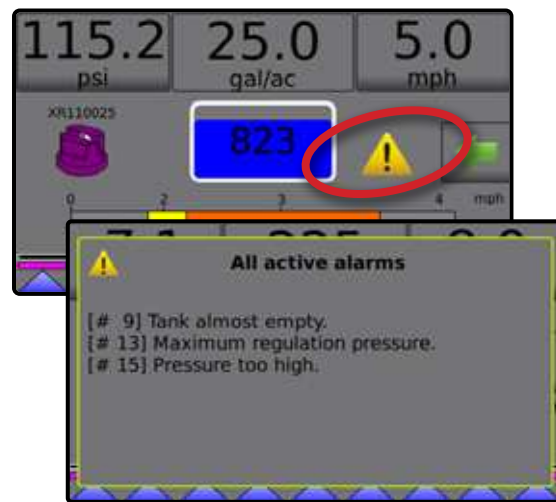 115.2 25.0 5.0
psi gal/ac mph
XR110025
823
0 2 3 4 mph
All active alarms
[# 9] Tank almost empty.
[# 13] Maximum regulation pressure.
[# 15] Pressure too high.